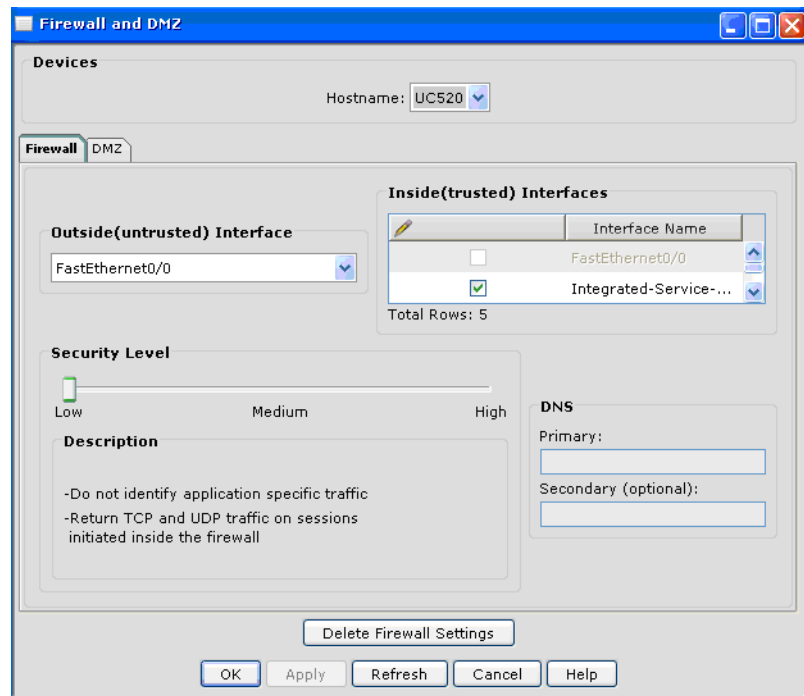 Firewall and DMZ
Devices
Hostname: UC520
Firewall DMZ
Outside(untrusted) Interface
FastEthernet0/0
Inside(trusted) Interfaces
Interface Name
FastEthernet0/0
Integrated-Service-...
Total Rows: 5
Security Level
Low Medium High
Description
-Do not identify application specific traffic
-Return TCP and UDP traffic on sessions
initiated inside the firewall
DNS
Primary:
Secondary (optional):
Delete Firewall Settings
OK Apply Refresh Cancel Help